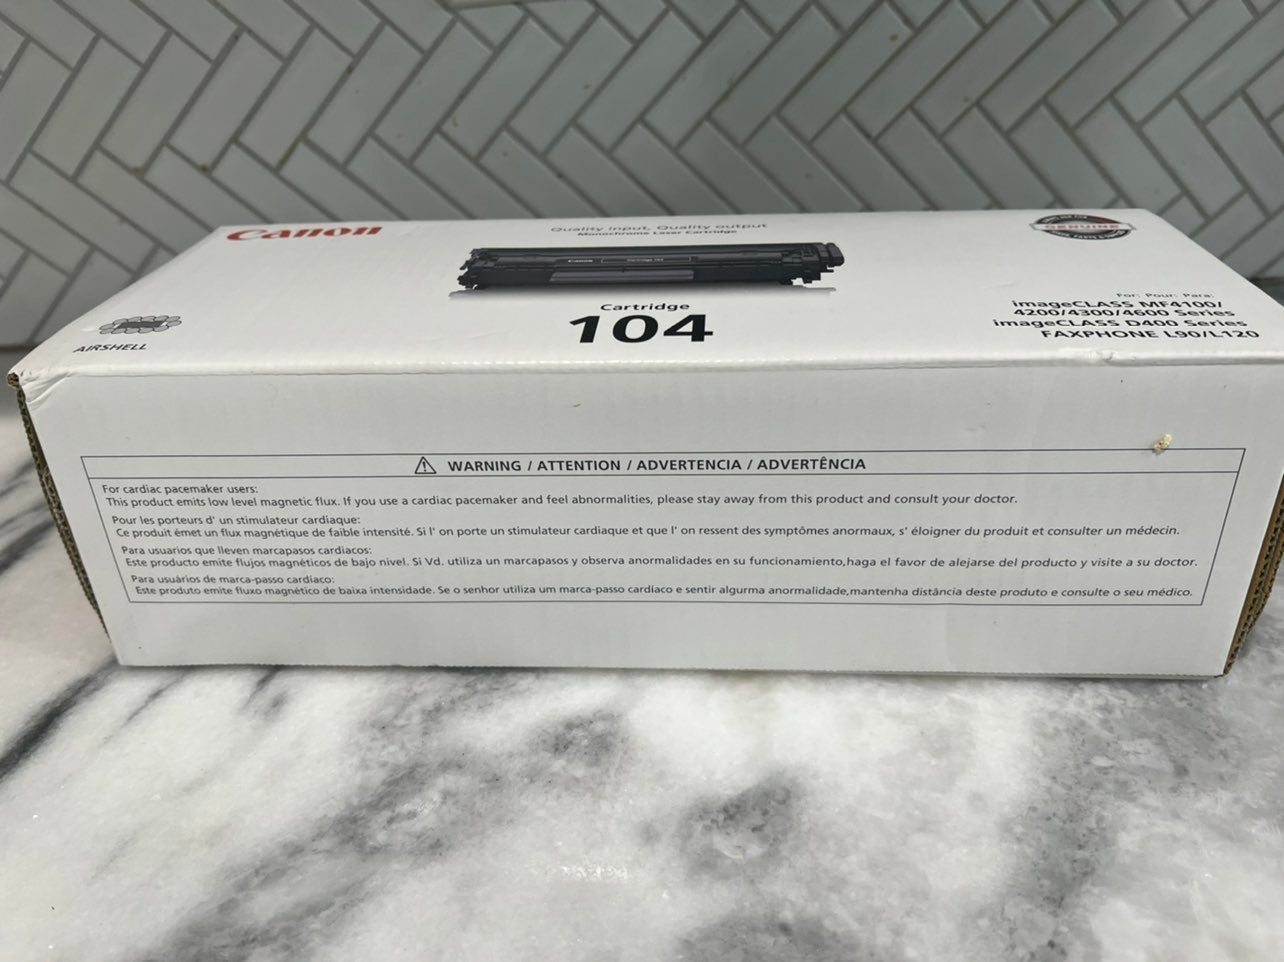 Canon
Quality input, Quality output
Monochrome Laser Cartridge
GENUINE
Canon Cartridge 104
Cartridge
104
AIRSHELL
For: Pour: Para:
imageCLASS MF4100/
4200/4300/4600 Series
imageCLASS D400 Series
FAXPHONE L90/L120
WARNING / ATTENTION / ADVERTENCIA / ADVERTÊNCIA
For cardiac pacemaker users:
This product emits low level magnetic flux. If you use a cardiac pacemaker and feel abnormalities, please stay away from this product and consult your doctor.
Pour les porteurs d' un stimulateur cardiaque:
Ce produit émet un flux magnétique de faible intensité. Si l' on porte un stimulateur cardiaque et que l' on ressent des symptômes anormaux, s' éloigner du produit et consulter un médecin.
Para usuarios que lleven marcapasos cardiacos:
Este producto emite flujos magnéticos de bajo nivel. Si Vd. utiliza un marcapasos y observa anormalidades en su funcionamiento,haga el favor de alejarse del producto y visite a su doctor.
Para usuários de marca-passo cardíaco:
Este produto emite fluxo magnético de baixa intensidade. Se o senhor utiliza um marca-passo cardíaco e sentir algurma anormalidade,mantenha distância deste produto e consulte o seu médico.